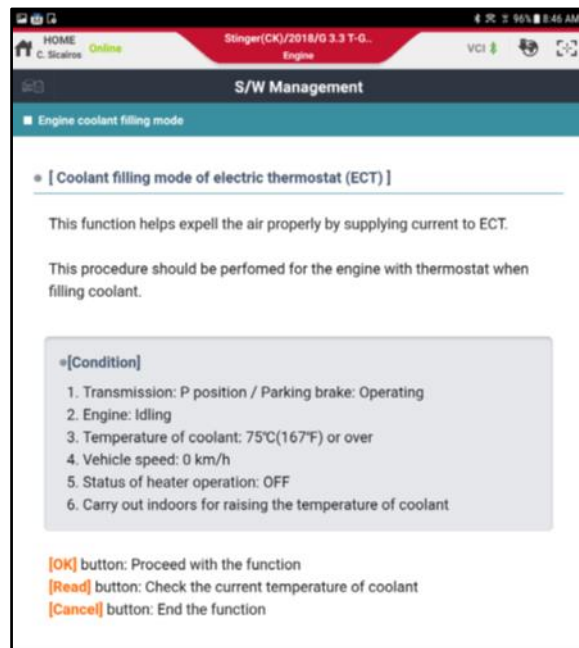 96% 8:46 AM
HOME
C. Sicairos
Online
Stinger(CK)/2018/G 3.3 T-G..
Engine
VCI
S/W Management
Engine coolant filling mode
[ Coolant filling mode of electric thermostat (ECT) ]
This function helps expell the air properly by supplying current to ECT.
This procedure should be perfomed for the engine with thermostat when
filling coolant.
[Condition]
1. Transmission: P position / Parking brake: Operating
2. Engine: Idling
3. Temperature of coolant: 75℃(167℉) or over
4. Vehicle speed: 0 km/h
5. Status of heater operation: OFF
6. Carry out indoors for raising the temperature of coolant
[OK] button: Proceed with the function
[Read] button: Check the current temperature of coolant
[Cancel] button: End the function